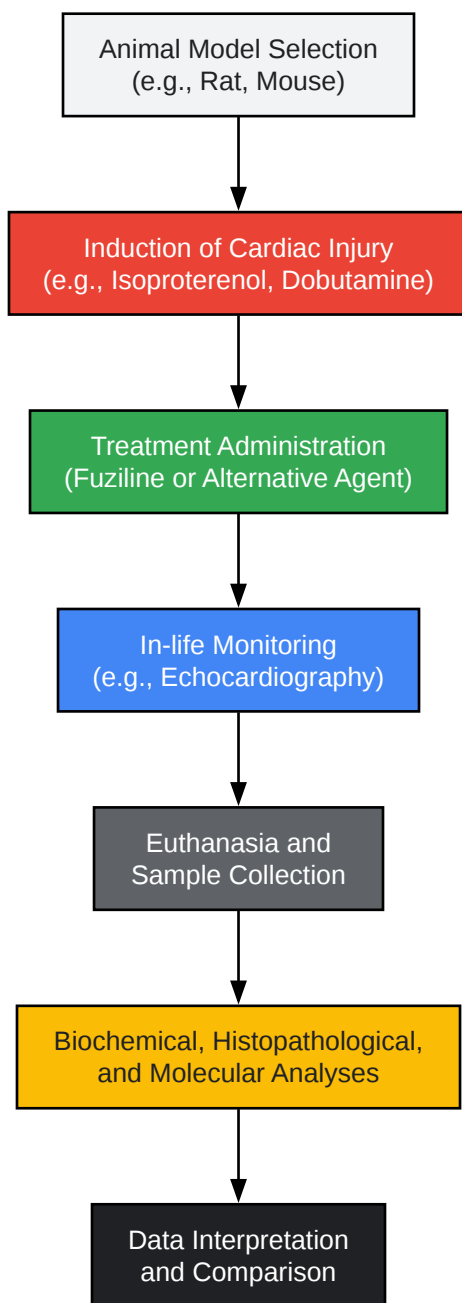 Animal Model Selection
(e.g., Rat, Mouse)
Induction of Cardiac Injury
(e.g., Isoproterenol, Dobutamine)
Treatment Administration
(Fuziline or Alternative Agent)
In-life Monitoring
(e.g., Echocardiography)
Euthanasia and
Sample Collection
Biochemical, Histopathological,
and Molecular Analyses
Data Interpretation
and Comparison